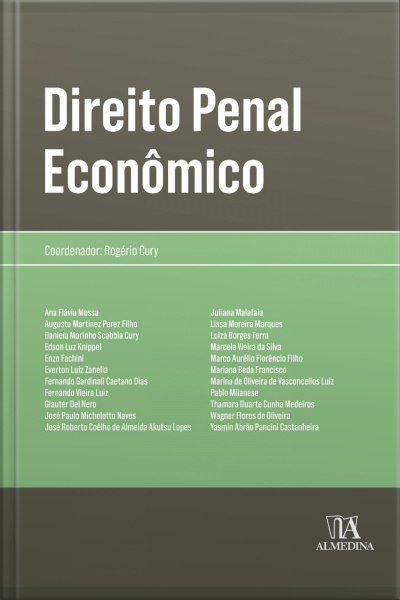 Direito Penal
Econômico
Coordenador: Rogério Cury
Ana Flávia Messa
Augusto Martinez Perez Filho
Daniela Marinho Scabbia Cury
Edson Luz Knippel
Enzo Fachini
Everton Luiz Zanella
Fernando Gardinali Caetano Dias
Fernando Vieira Luiz
Glauter Del Nero
José Paulo Micheletto Naves
José Roberto Coêlho de Almeida Akutsu Lopes
Juliana Malafaia
Lissa Moreira Marques
Luiza Borges Terra
Marcela Vieira da Silva
Marco Aurélio Florêncio Filho
Mariana Beda Francisco
Marina de Oliveira de Vasconcellos Luiz
Pablo Milanese
Thamara Duarte Cunha Medeiros
Wagner Flores de Oliveira
Yasmin Abrão Pancini Castanheira
ALMEDINA